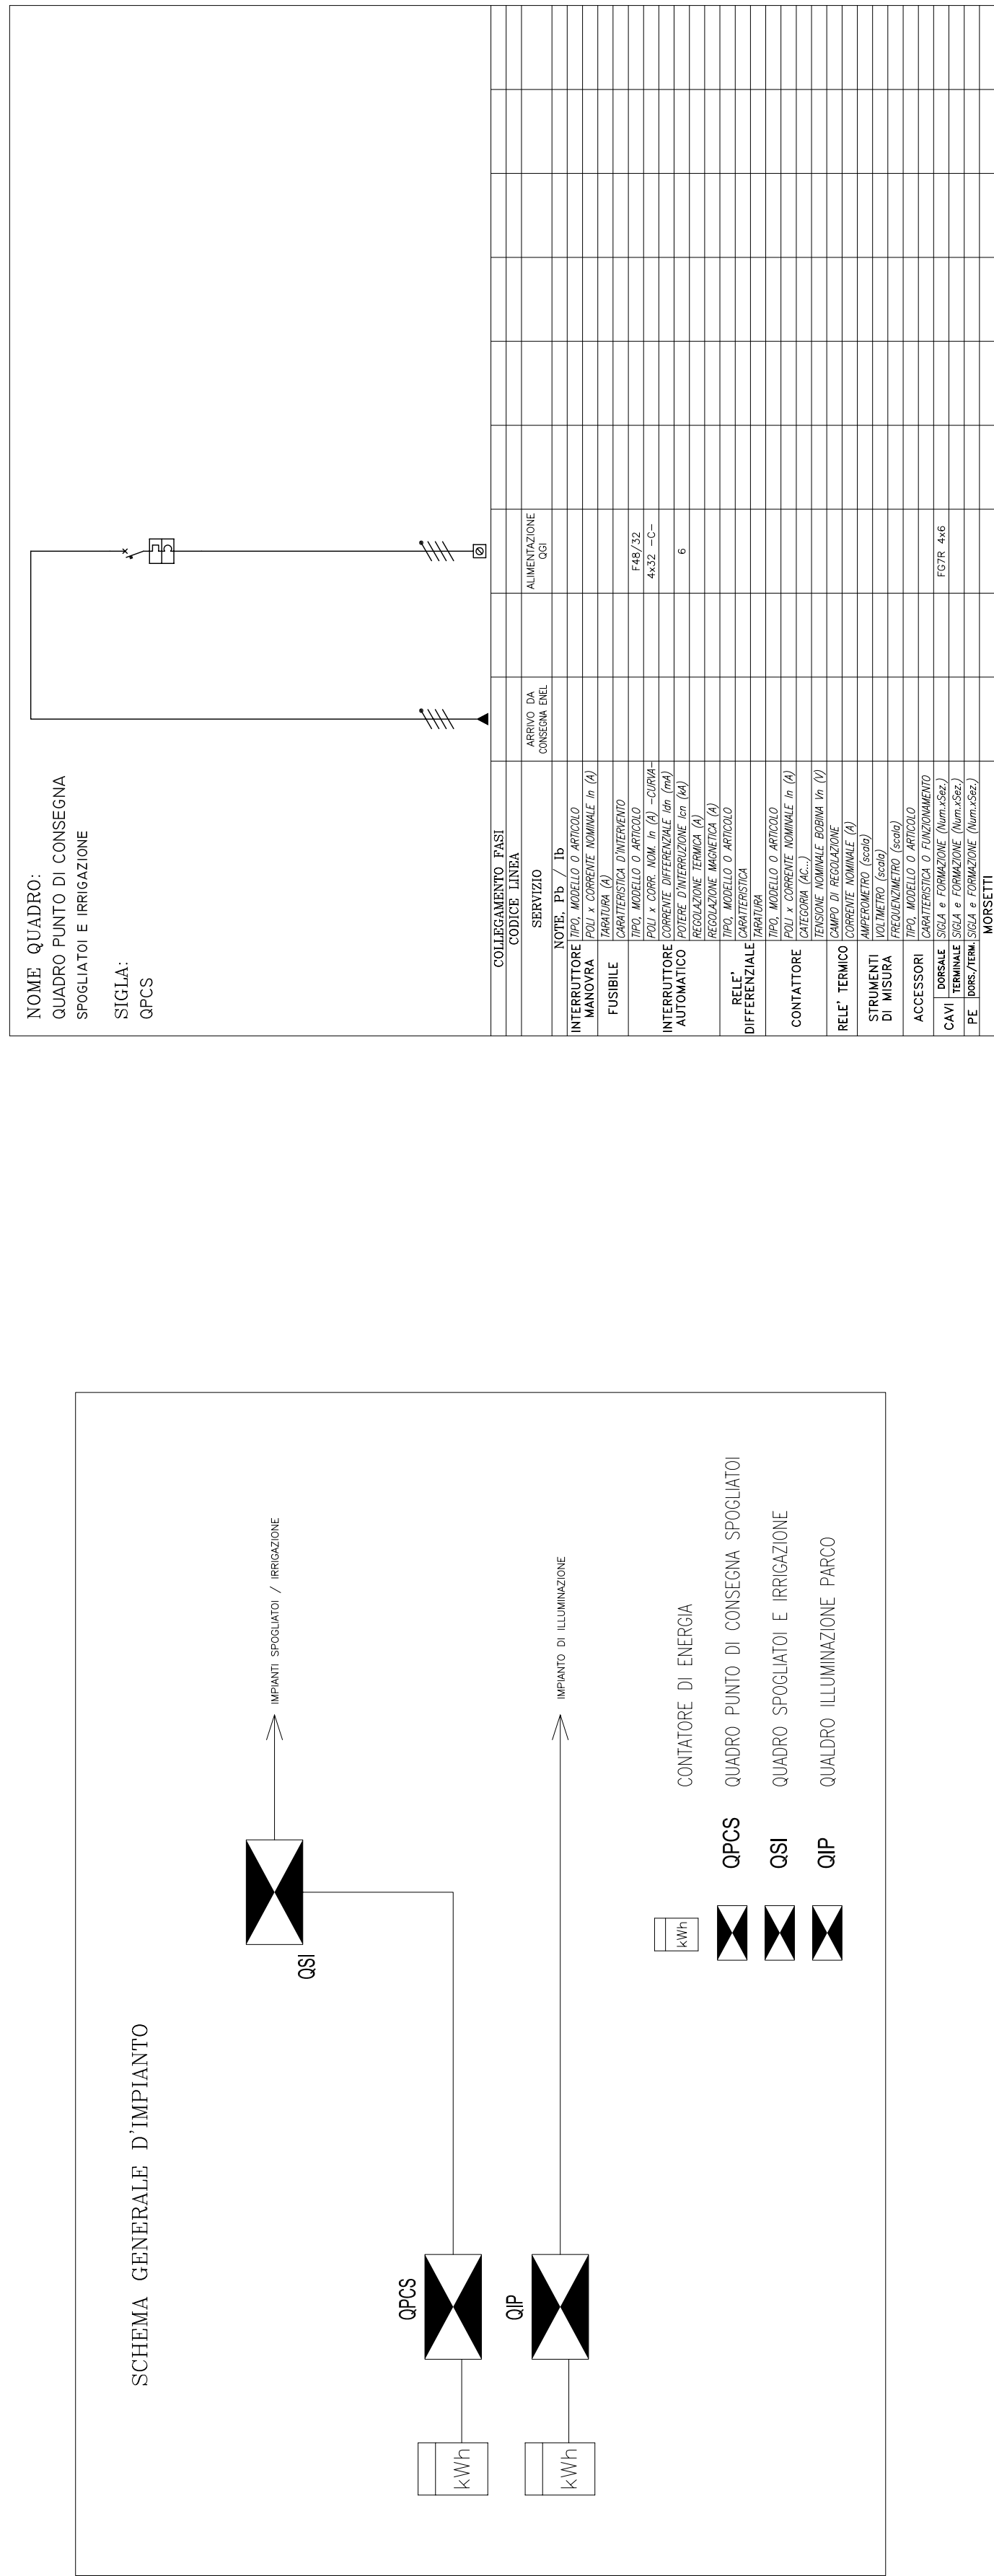 SCHEMA GENERALE D'IMPIANTO
QSI
IMPIANTI SPOGLIATOI / IRRIGAZIONE
QPCS
kWh
QIP
kWh
IMPIANTO DI ILLUMINAZIONE
kWh
CONTATORE DI ENERGIA
QPCS
QUADRO PUNTO DI CONSEGNA SPOGLIATOI
QSI
QUADRO SPOGLIATOI E IRRIGAZIONE
QIP
QUALDRO ILLUMINAZIONE PARCO
NOME QUADRO:
QUADRO PUNTO DI CONSEGNA
SPOGLIATOI E IRRIGAZIONE
SIGLA:
QPCS
COLLEGAMENTO FASI
CODICE LINEA
SERVIZIO
ARRIVO DA
CONSEGNA ENEL
ALIMENTAZIONE
QGI
NOTE, Pb / Ib
INTERRUTTORE
MANOVRA
TIPO, MODELLO O ARTICOLO
POLI x CORRENTE NOMINALE In (A)
FUSIBILE
TARATURA (A)
CARATTERISTICA D'INTERVENTO
INTERRUTTORE
AUTOMATICO
TIPO, MODELLO O ARTICOLO
F48/32
POLI x CORR. NOM. In (A) -CURVA-
4x32 -C-
CORRENTE DIFFERENZIALE Idn (mA)
POTERE D'INTERRUZIONE Icn (kA)
6
REGOLAZIONE TERMICA (A)
REGOLAZIONE MAGNETICA (A)
RELE'
DIFFERENZIALE
TIPO, MODELLO O ARTICOLO
CARATTERISTICA
TARATURA
CONTATTORE
TIPO, MODELLO O ARTICOLO
POLI x CORRENTE NOMINALE In (A)
CATEGORIA (AC...)
TENSIONE NOMINALE BOBINA Vn (V)
RELE' TERMICO
CAMPO DI REGOLAZIONE
CORRENTE NOMINALE (A)
STRUMENTI
DI MISURA
AMPEROMETRO (scala)
VOLTMETRO (scala)
FREQUENZIMETRO (scala)
ACCESSORI
TIPO, MODELLO O ARTICOLO
CARATTERISTICA O FUNZIONAMENTO
CAVI
DORSALE
SIGLA e FORMAZIONE (Num.xSez.)
FG7R 4x6
TERMINALE
SIGLA e FORMAZIONE (Num.xSez.)
PE
DORS./TERM.
SIGLA e FORMAZIONE (Num.xSez.)
MORSETTI